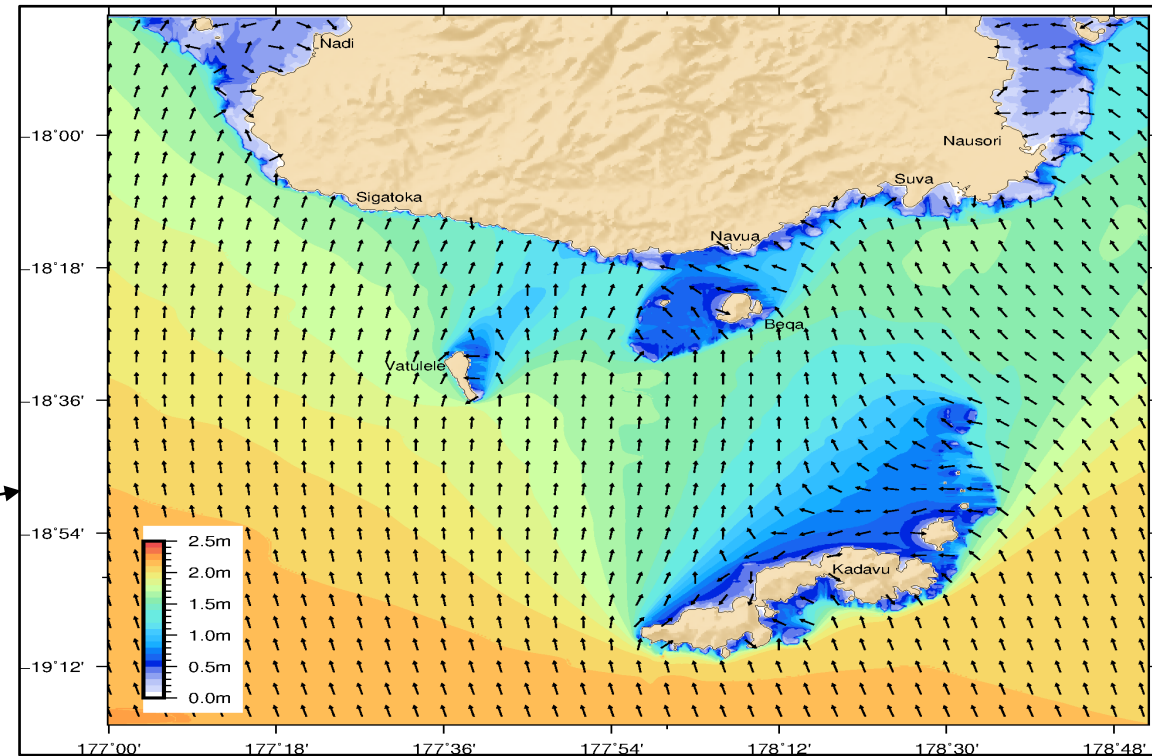 Nadi
−18°00'
Nausori
Suva
Sigatoka
Navua
−18°18'
Beqa
Vatulele
−18°36'
−18°54'
2.5m
2.0m
Kadavu
1.5m
1.0m
0.5m
−19°12'
0.0m
177°00' 177°18' 177°36' 177°54' 178°12' 178°30' 178°48'